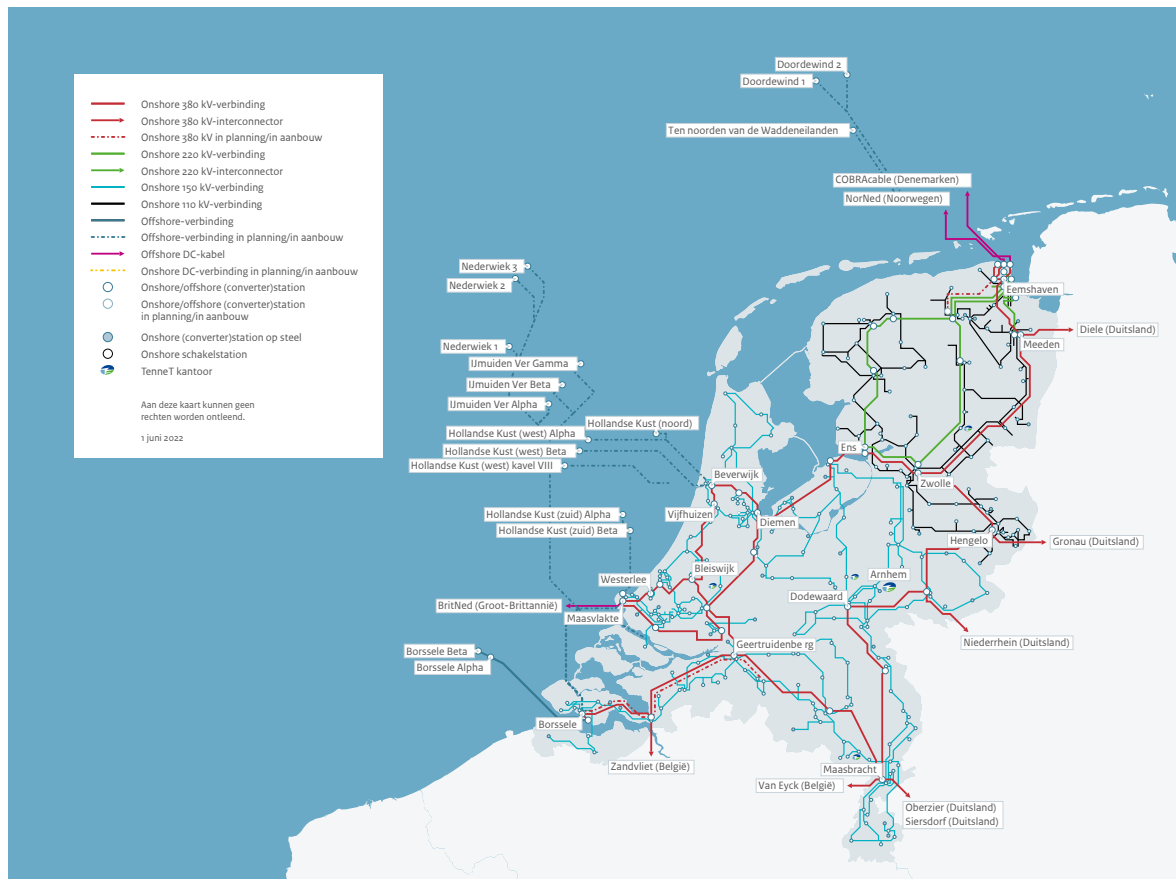 Onshore 380 kV-verbinding
Onshore 380 kV-interconnector
Onshore 380 kV in planning/in aanbouw
Onshore 220 kV-verbinding
Onshore 220 kV-interconnector
Onshore 150 kV-verbinding
Onshore 110 kV-verbinding
Offshore-verbinding
Offshore-verbinding in planning/in aanbouw
Offshore DC-kabel
Onshore DC-verbinding in planning/in aanbouw
Onshore/offshore (converter)station
Onshore/offshore (converter)station
in planning/in aanbouw
Onshore (converter)station op steel
Onshore schakelstation
TenneT kantoor
Aan deze kaart kunnen geen
rechten worden ontleend.
1 juni 2022
Doordewind 2
Doordewind 1
Ten noorden van de Waddeneilanden
COBRAcable (Denemarken)
NorNed (Noorwegen)
Nederwiek 3
Nederwiek 2
Eemshaven
Diele (Duitsland)
Meeden
Nederwiek 1
IJmuiden Ver Gamma
IJmuiden Ver Beta
IJmuiden Ver Alpha
Hollandse Kust (noord)
Hollandse Kust (west) Alpha
Hollandse Kust (west) Beta
Hollandse Kust (west) kavel VIII
Ens
Beverwijk
Zwolle
Hollandse Kust (zuid) Alpha
Vijfhuizen
Diemen
Hollandse Kust (zuid) Beta
Hengelo
Gronau (Duitsland)
Bleiswijk
Westerlee
Arnhem
Dodewaard
BritNed (Groot-Brittannië)
Maasvlakte
Niederrhein (Duitsland)
Geertruidenbe rg
Borssele Beta
Borssele Alpha
Borssele
Zandvliet (België)
Maasbracht
Van Eyck (België)
Oberzier (Duitsland)
Siersdorf (Duitsland)